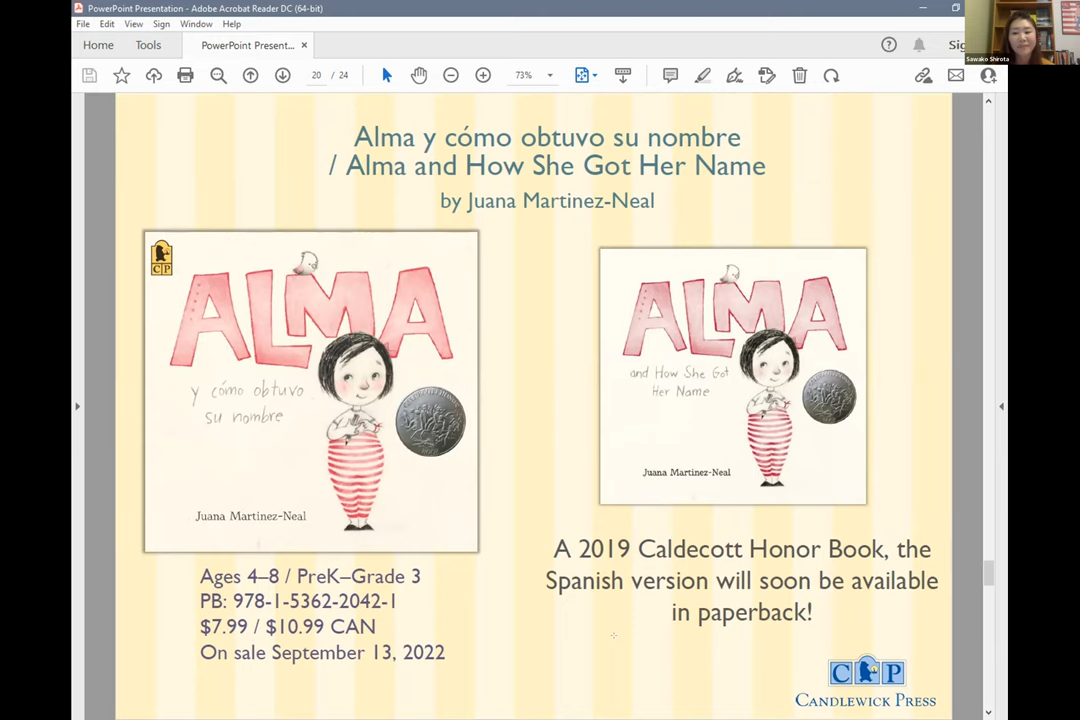 PowerPoint Presentation - Adobe Acrobat Reader DC (64-bit)
File Edit View Sign Window Help
Home Tools PowerPoint Present... × Sig
20 / 24 73%
Sawako Shirota
Alma y cómo obtuvo su nombre
/ Alma and How She Got Her Name
by Juana Martinez-Neal
CP
ALMA
y cómo obtuvo
su nombre
Juana Martinez-Neal
ALMA
and How She Got
Her Name
Juana Martinez-Neal
Ages 4–8 / PreK–Grade 3
PB: 978-1-5362-2042-1
$7.99 / $10.99 CAN
On sale September 13, 2022
A 2019 Caldecott Honor Book, the
Spanish version will soon be available
in paperback!
C P
CANDLEWICK PRESS